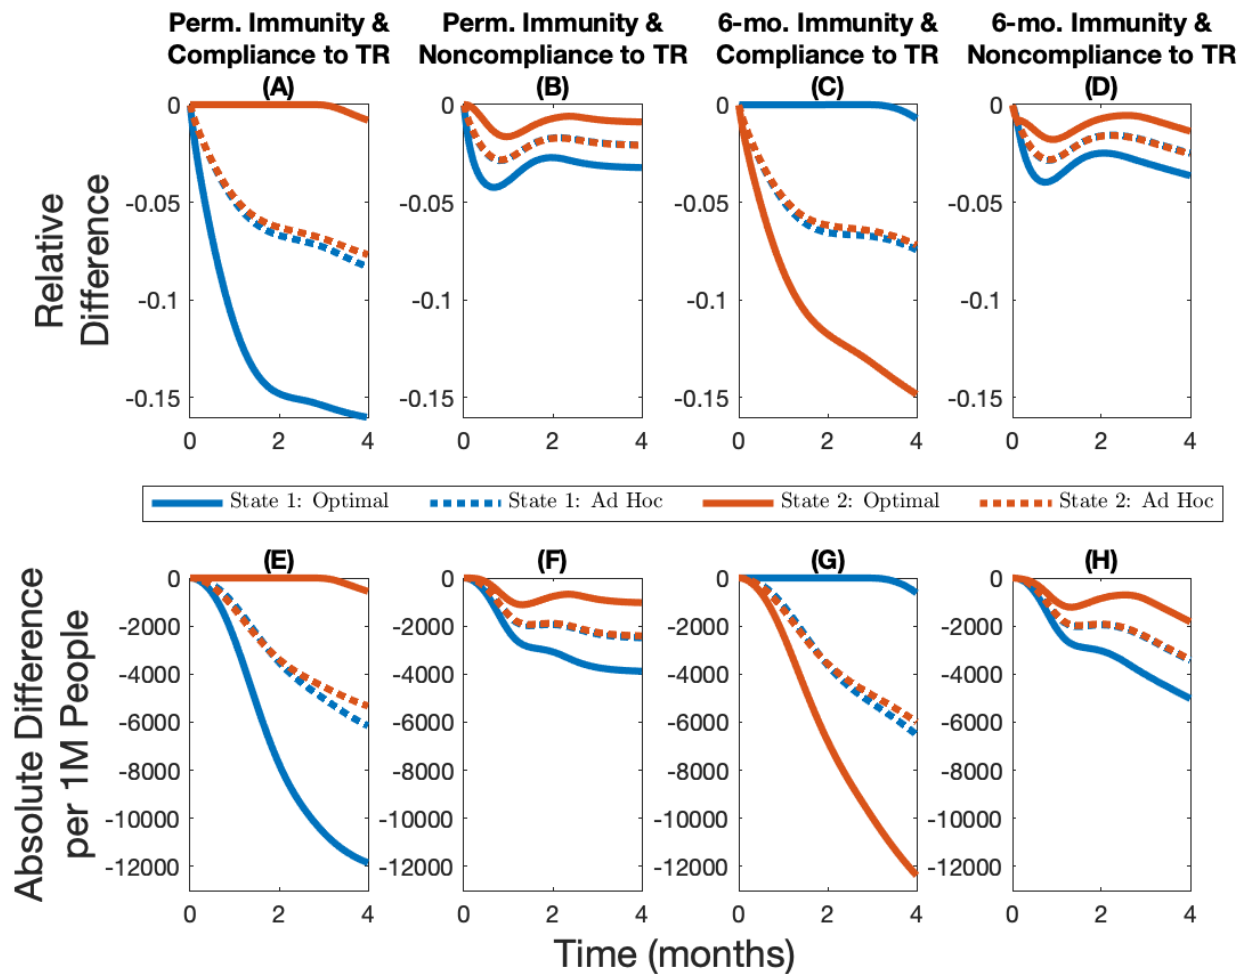 Perm. Immunity &
Compliance to TR
(A)
Perm. Immunity &
Noncompliance to TR
(B)
6-mo. Immunity &
Compliance to TR
(C)
6-mo. Immunity &
Noncompliance to TR
(D)
Relative
Difference
0
-0.05
-0.1
-0.15
0 2 4
0
-0.05
-0.1
-0.15
0 2 4
0
-0.05
-0.1
-0.15
0 2 4
0
-0.05
-0.1
-0.15
0 2 4
State 1: Optimal State 1: Ad Hoc State 2: Optimal State 2: Ad Hoc
Absolute Difference
per 1M People
(E)
0
-2000
-4000
-6000
-8000
-10000
-12000
0 2 4
(F)
0
-2000
-4000
-6000
-8000
-10000
-12000
0 2 4
(G)
0
-2000
-4000
-6000
-8000
-10000
-12000
0 2 4
(H)
0
-2000
-4000
-6000
-8000
-10000
-12000
0 2 4
Time (months)